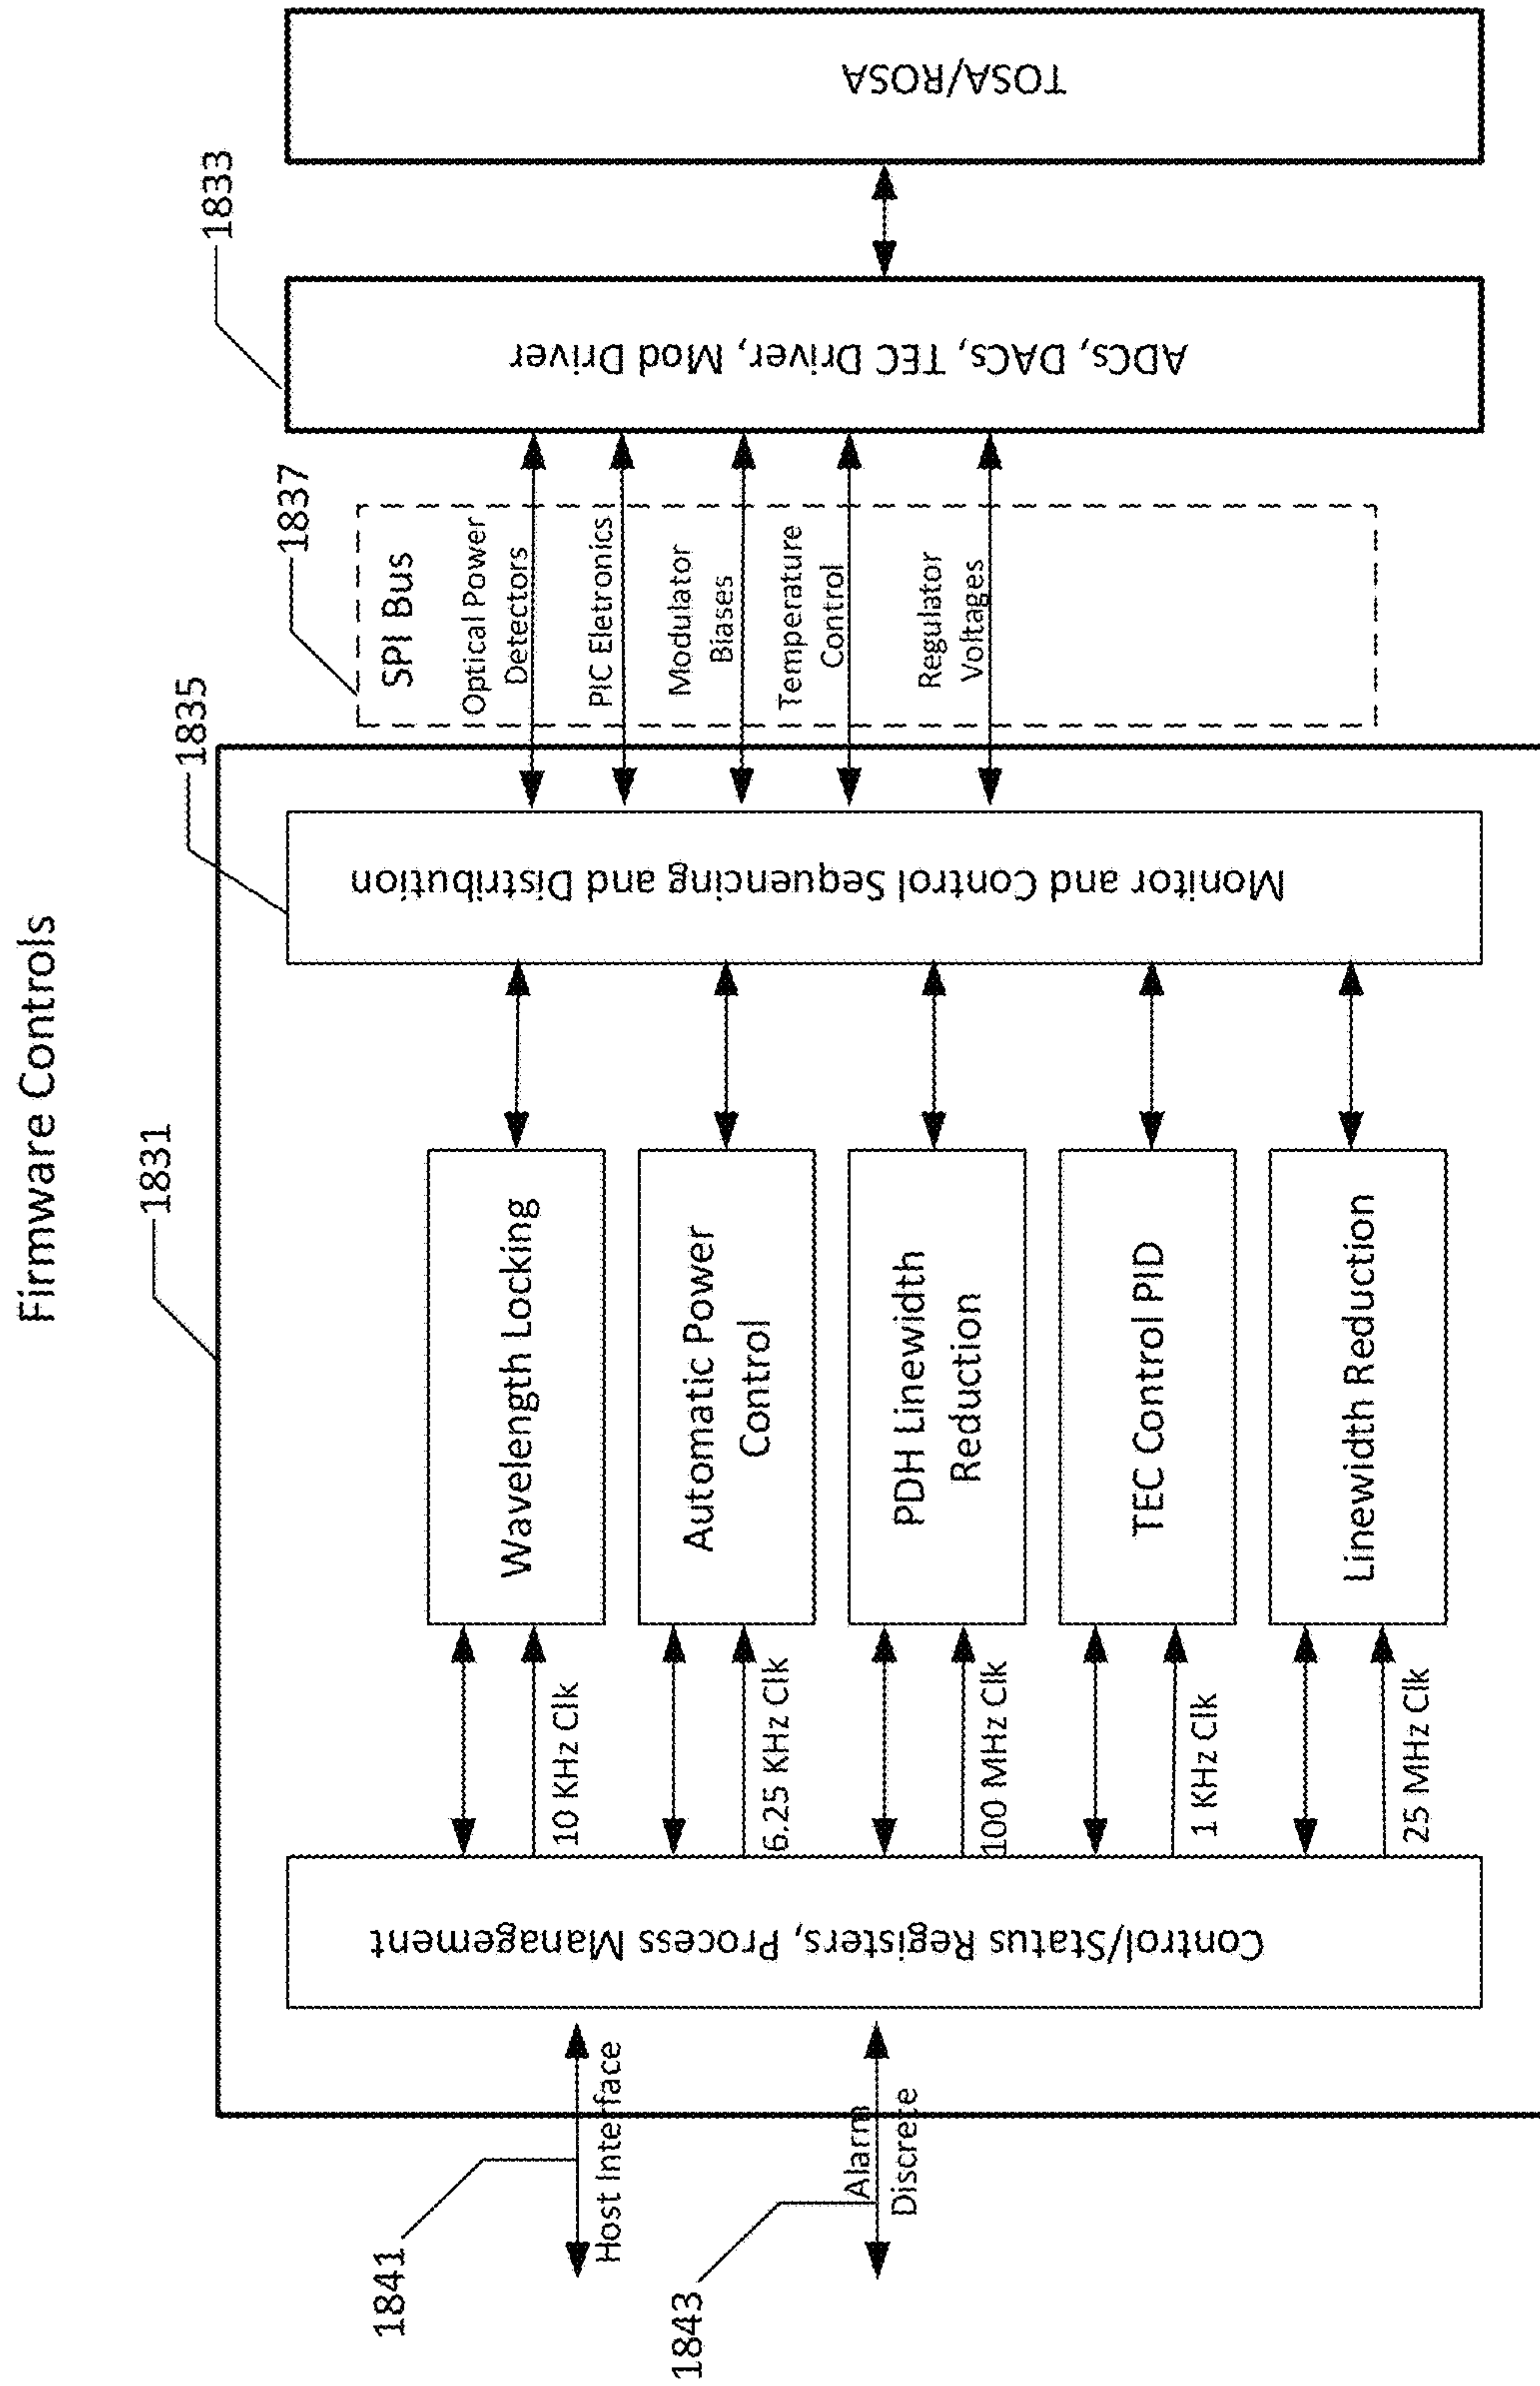 Firmware Controls
1831
1835
1837
1833
1841
Host Interface
1843
Alarm
Discrete
Control/Status Registers, Process Management
10 KHz Clk
6.25 KHz Clk
100 MHz Clk
1 KHz Clk
25 MHz Clk
Wavelength Locking
Automatic Power
Control
PDH Linewidth
Reduction
TEC Control PID
Linewidth Reduction
Monitor and Control Sequencing and Distribution
SPI Bus
Optical Power
Detectors
PIC Eletronics
Modulator
Biases
Temperature
Control
Regulator
Voltages
ADCs, DACs, TEC Driver, Mod Driver
TOSA/ROSA